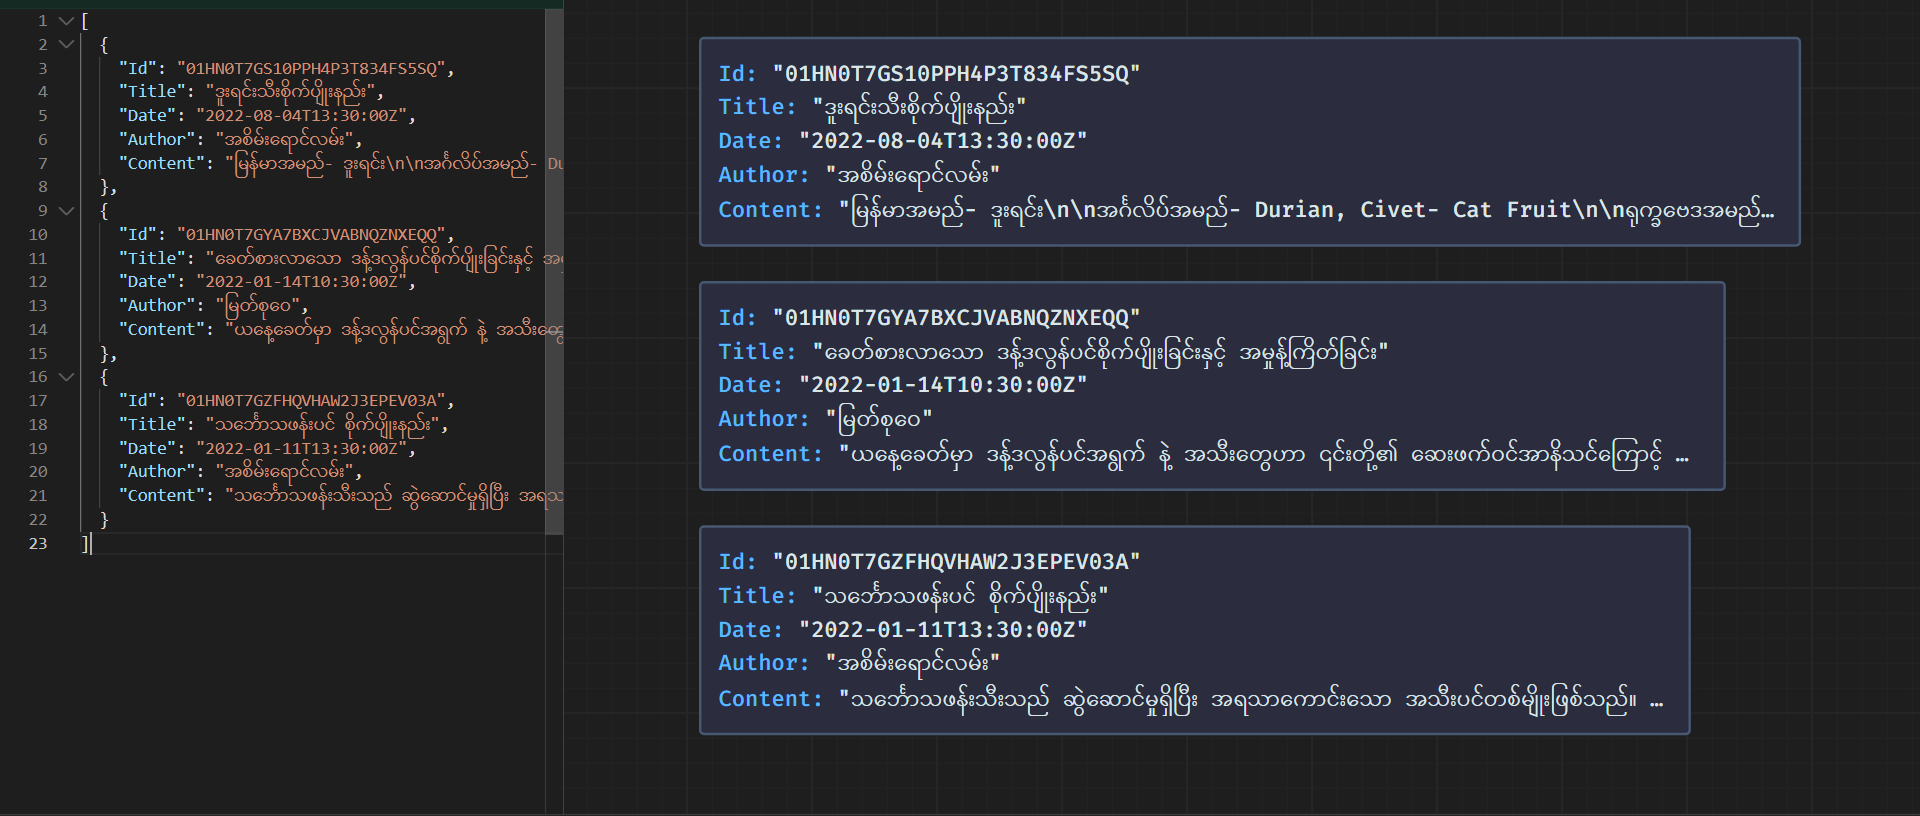 1 [
2 {
3 "Id": "01HN0T7GS10PPH4P3T834FS5SQ",
4 "Title": "ဒူးရင်းသီးစိုက်ပျိုးနည်း",
5 "Date": "2022-08-04T13:30:00Z",
6 "Author": "အစိမ်းရောင်လမ်း",
7 "Content": "မြန်မာအမည်- ဒူးရင်း\n\nအင်္ဂလိပ်အမည်- Du
8 },
9 {
10 "Id": "01HN0T7GYA7BXCJVABNQZNXEQQ",
11 "Title": "ခေတ်စားလာသော ဒန့်ဒလွန်ပင်စိုက်ပျိုးခြင်းနှင့်
12 "Date": "2022-01-14T10:30:00Z",
13 "Author": "မြတ်စုဝေ",
14 "Content": "ယနေ့ခေတ်မှာ ဒန့်ဒလွန်ပင်အရွက် နဲ့ အသီးတွေ
15 },
16 {
17 "Id": "01HN0T7GZFHQVHAW2J3EPEV03A",
18 "Title": "သင်္ဘောသဖန်းပင် စိုက်ပျိုးနည်း",
19 "Date": "2022-01-11T13:30:00Z",
20 "Author": "အစိမ်းရောင်လမ်း",
21 "Content": "သင်္ဘောသဖန်းသီးသည် ဆွဲဆောင်မှုရှိပြီး အရသ
22 }
23 ]
Id: "01HN0T7GS10PPH4P3T834FS5SQ"
Title: "ဒူးရင်းသီးစိုက်ပျိုးနည်း"
Date: "2022-08-04T13:30:00Z"
Author: "အစိမ်းရောင်လမ်း"
Content: "မြန်မာအမည်- ဒူးရင်း\n\nအင်္ဂလိပ်အမည်- Durian, Civet- Cat Fruit\n\nရုက္ခဗေဒအမည်…
Id: "01HN0T7GYA7BXCJVABNQZNXEQQ"
Title: "ခေတ်စားလာသော ဒန့်ဒလွန်ပင်စိုက်ပျိုးခြင်းနှင့် အမှုန့်ကြိတ်ခြင်း"
Date: "2022-01-14T10:30:00Z"
Author: "မြတ်စုဝေ"
Content: "ယနေ့ခေတ်မှာ ဒန့်ဒလွန်ပင်အရွက် နဲ့ အသီးတွေဟာ ၎င်းတို့၏ ဆေးဖက်ဝင်အာနိသင်ကြောင့် …
Id: "01HN0T7GZFHQVHAW2J3EPEV03A"
Title: "သင်္ဘောသဖန်းပင် စိုက်ပျိုးနည်း"
Date: "2022-01-11T13:30:00Z"
Author: "အစိမ်းရောင်လမ်း"
Content: "သင်္ဘောသဖန်းသီးသည် ဆွဲဆောင်မှုရှိပြီး အရသာကောင်းသော အသီးပင်တစ်မျိုးဖြစ်သည်။ …